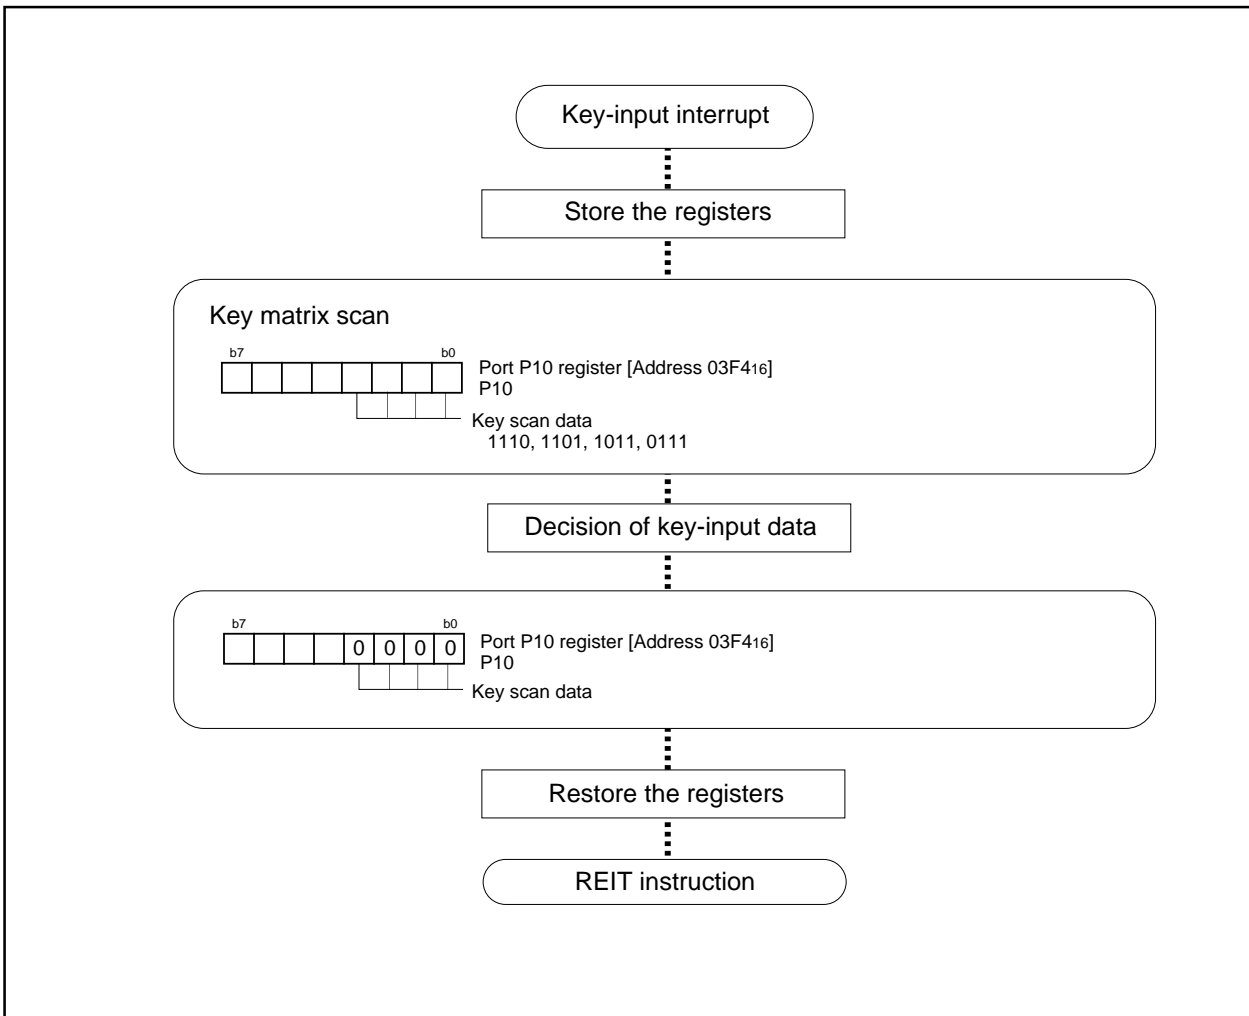 Key-input interrupt
Store the registers
Key matrix scan
b7 b0
Port P10 register [Address 03F416]
P10
Key scan data
1110, 1101, 1011, 0111
Decision of key-input data
b7 b0
0 0 0 0 Port P10 register [Address 03F416]
P10
Key scan data
Restore the registers
REIT instruction